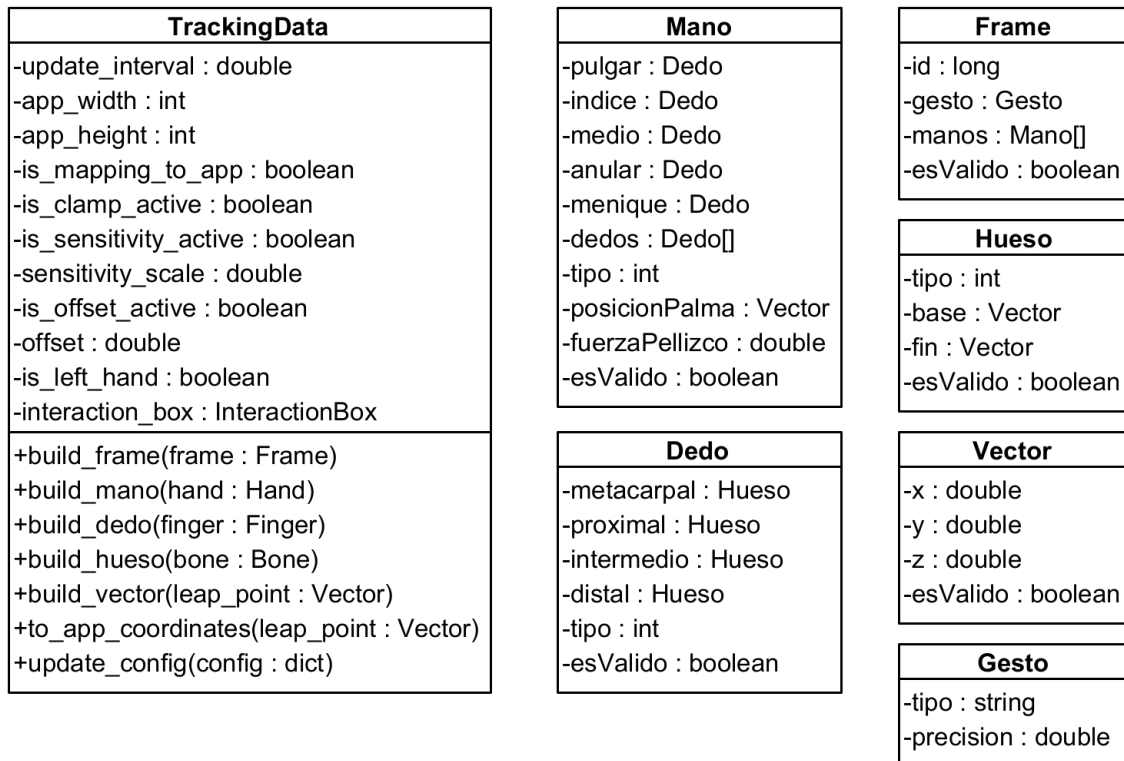 TrackingData
-update_interval : double
-app_width : int
-app_height : int
-is_mapping_to_app : boolean
-is_clamp_active : boolean
-is_sensitivity_active : boolean
-sensitivity_scale : double
-is_offset_active : boolean
-offset : double
-is_left_hand : boolean
-interaction_box : InteractionBox
+build_frame(frame : Frame)
+build_mano(hand : Hand)
+build_dedo(finger : Finger)
+build_hueso(bone : Bone)
+build_vector(leap_point : Vector)
+to_app_coordinates(leap_point : Vector)
+update_config(config : dict)
Mano
-pulgar : Dedo
-indice : Dedo
-medio : Dedo
-anular : Dedo
-menique : Dedo
-dedos : Dedo[]
-tipo : int
-posicionPalma : Vector
-fuerzaPellizco : double
-esValido : boolean
Dedo
-metacarpal : Hueso
-proximal : Hueso
-intermedio : Hueso
-distal : Hueso
-tipo : int
-esValido : boolean
Frame
-id : long
-gesto : Gesto
-manos : Mano[]
-esValido : boolean
Hueso
-tipo : int
-base : Vector
-fin : Vector
-esValido : boolean
Vector
-x : double
-y : double
-z : double
-esValido : boolean
Gesto
-tipo : string
-precision : double